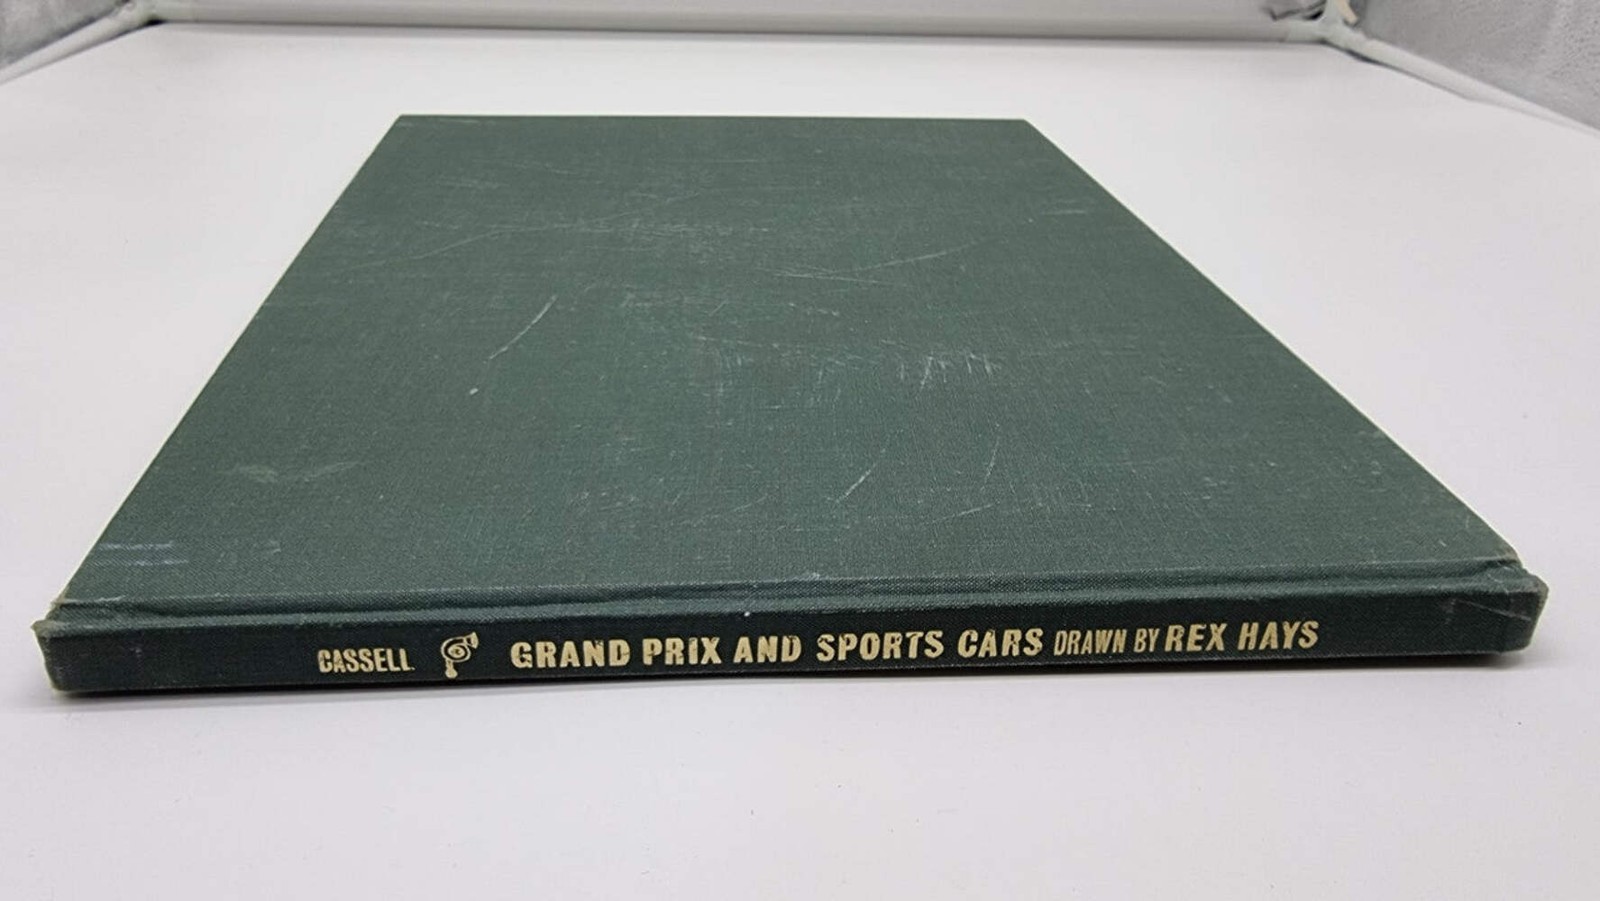 CASSELL. GRAND PRIX AND SPORTS CARS DRAWN BY REX HAYS